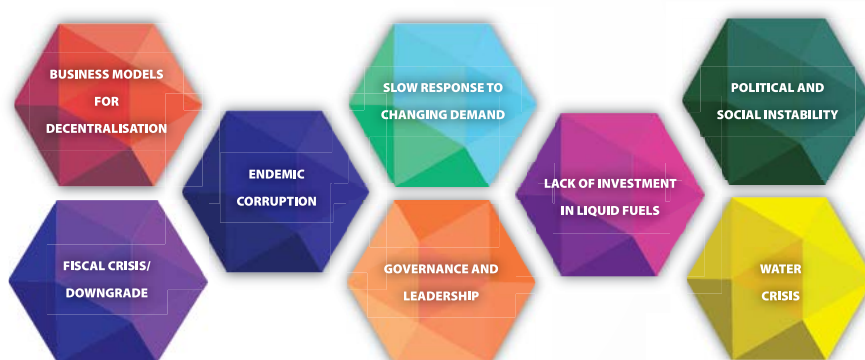 BUSINESS MODELS
FOR
DECENTRALISATION
FISCAL CRISIS/
DOWNGRADE
ENDEMIC
CORRUPTION
SLOW RESPONSE TO
CHANGING DEMAND
GOVERNANCE AND
LEADERSHIP
LACK OF INVESTMENT
IN LIQUID FUELS
POLITICAL AND
SOCIAL INSTABILITY
WATER
CRISIS